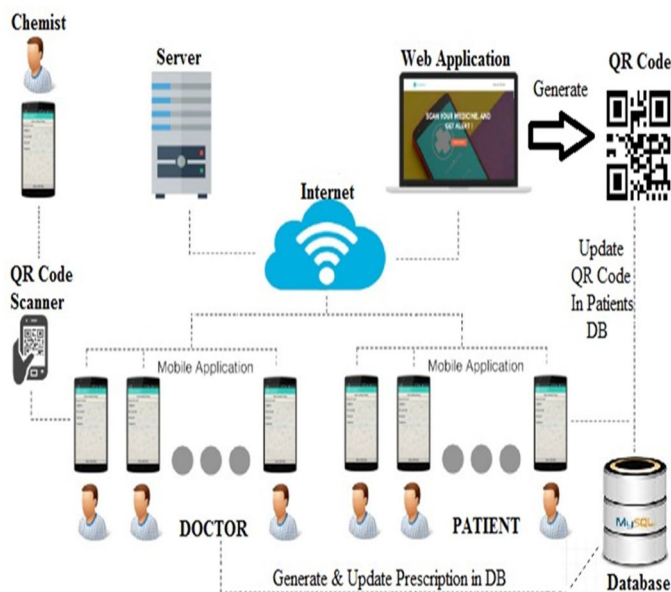 Chemist
Server
Web Application
QR Code
Generate
SCAN YOUR MEDICINE, AND
GET ALERT !
Internet
Update
QR Code
In Patients
DB
QR Code
Scanner
Mobile Application
Mobile Application
DOCTOR
PATIENT
MySQL
Generate & Update Prescription in DB
Database